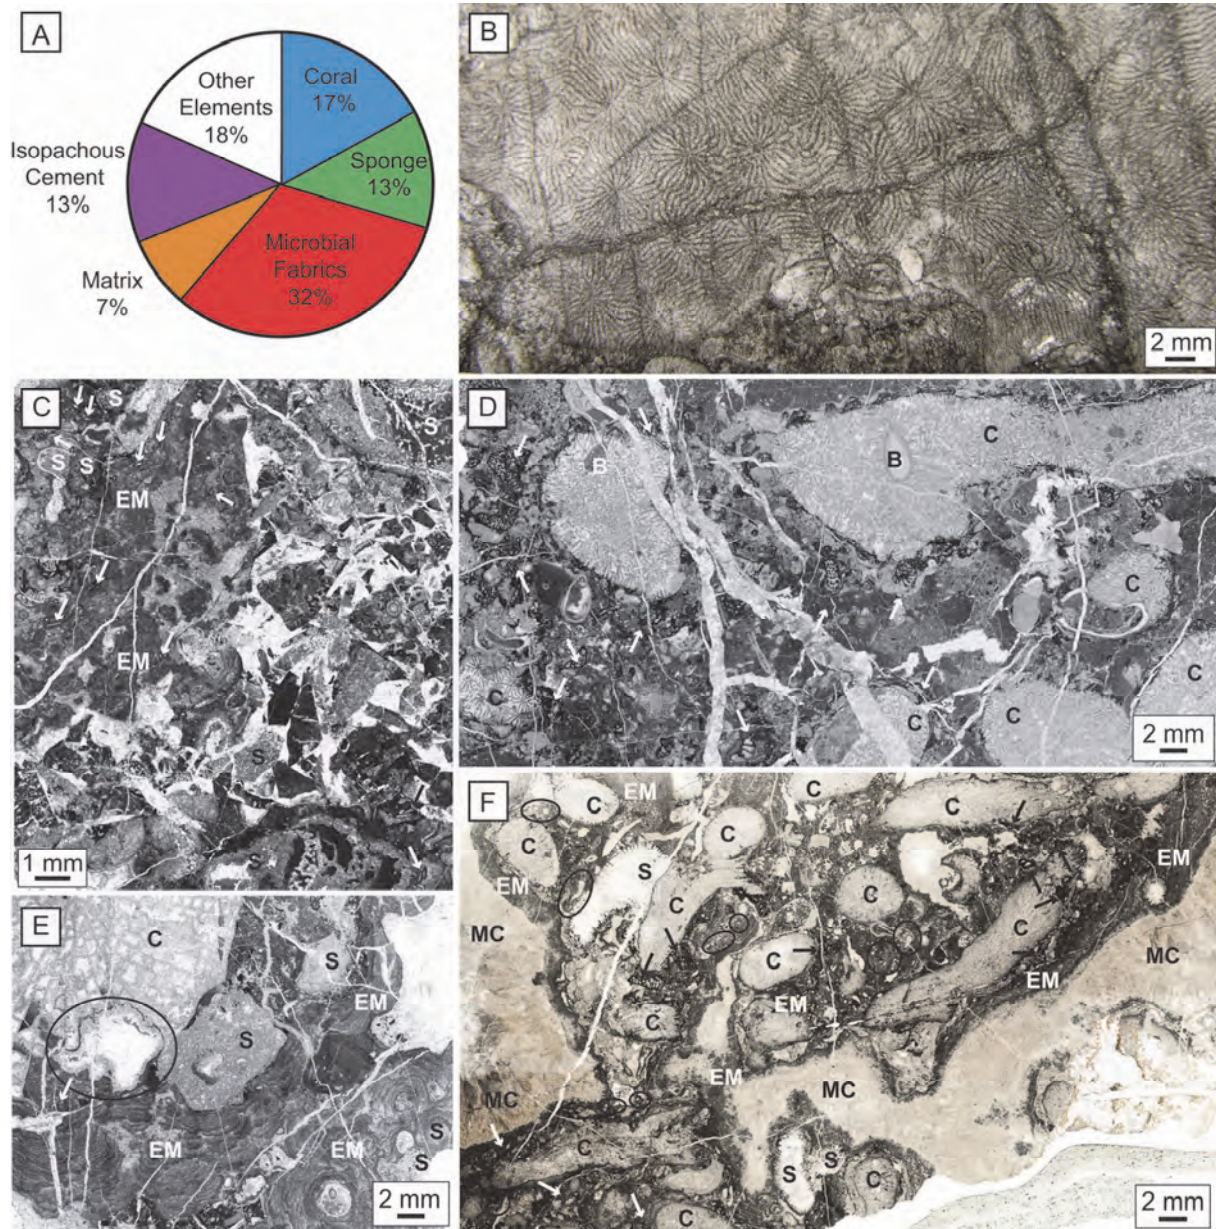 A
Other
Elements
18%
Coral
17%
Isopachous
Cement
13%
Sponge
13%
Microbial
Fabrics
32%
Matrix
7%
B
2 mm
C
S
S
S
S
EM
EM
S
S
1 mm
D
C
B
B
C
C
C
C
C
2 mm
E
C
S
EM
S
EM
EM
S
S
2 mm
F
C
EM
C
C
C
C
EM
S
EM
C
C
C
MC
C
MC
EM
EM
C
EM
MC
MC
C
S
S
C
C
2 mm